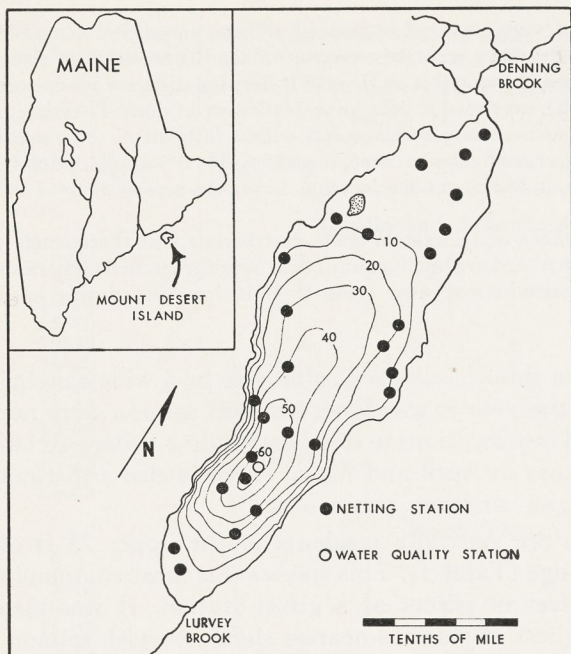 MAINE
MOUNT DESERT
ISLAND
DENNING
BROOK
10
20
30
40
50
60
N
NETTING STATION
WATER QUALITY STATION
LURVEY
BROOK
TENTHS OF MILE